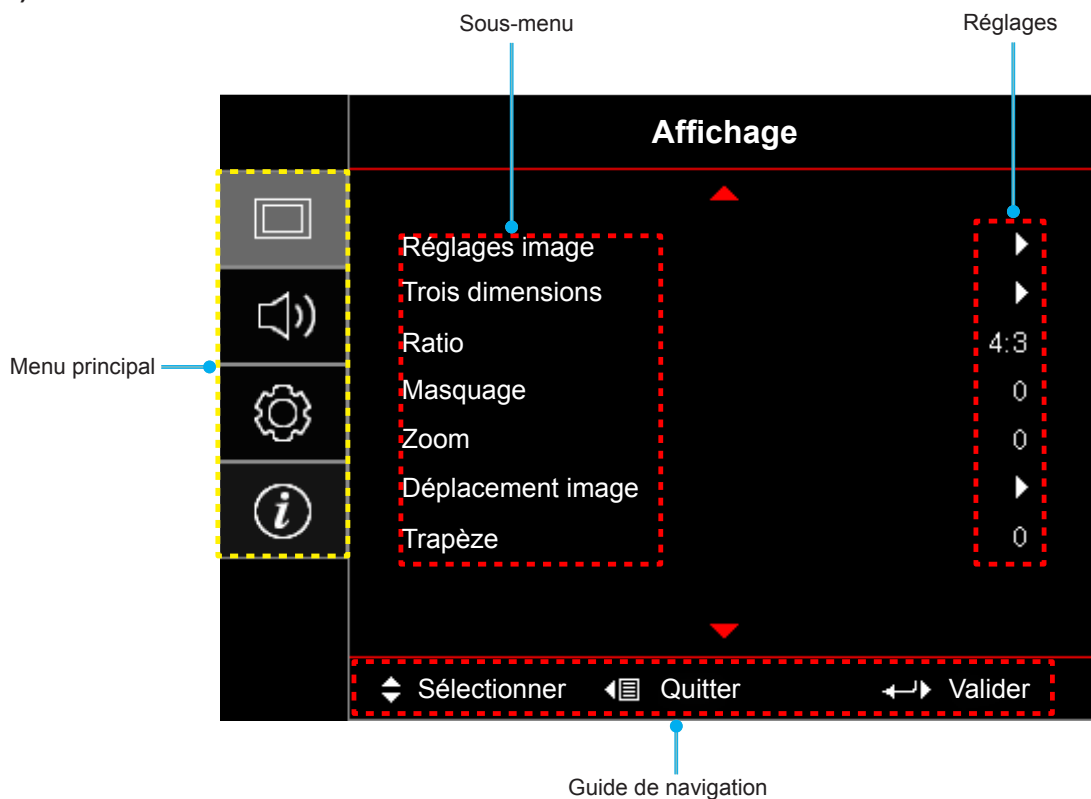 Sous-menu
Réglages
Affichage
Réglages image
Trois dimensions
Ratio 4:3
Menu principal
Masquage 0
Zoom 0
Déplacement image
Trapèze 0
Sélectionner Quitter Valider
Guide de navigation